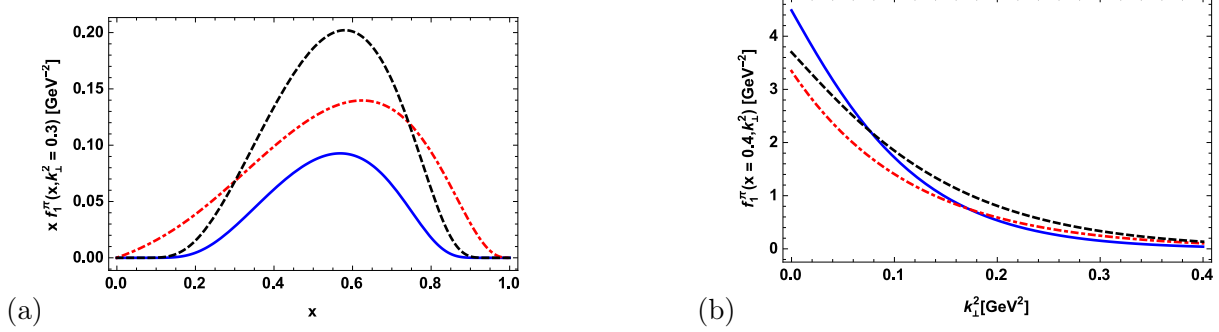 x f₁^π(x,k⊥² = 0.3) [GeV⁻²]
0.20
0.15
0.10
0.05
0.00
0.0 0.2 0.4 0.6 0.8 1.0
x
(a)
f₁^π(x = 0.4,k⊥²) [GeV⁻²]
4
3
2
1
0
0.0 0.1 0.2 0.3 0.4
k⊥²[GeV²]
(b)